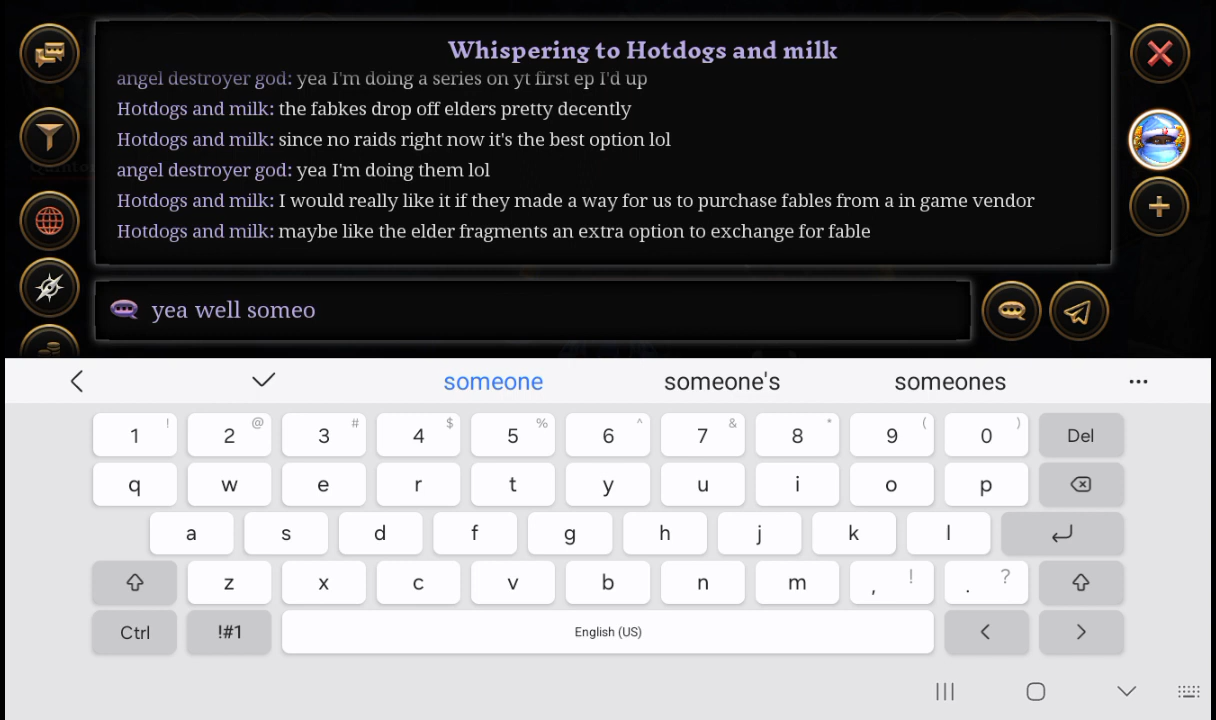 Whispering to Hotdogs and milk
angel destroyer god: yea I'm doing a series on yt first ep I'd up
Hotdogs and milk: the fabkes drop off elders pretty decently
Hotdogs and milk: since no raids right now it's the best option lol
angel destroyer god: yea I'm doing them lol
Hotdogs and milk: I would really like it if they made a way for us to purchase fables from a in game vendor
Hotdogs and milk: maybe like the elder fragments an extra option to exchange for fable
yea well someo
someone someone's someones
1 ! 2 @ 3 # 4 $ 5 % 6 ^ 7 & 8 * 9 ( 0 ) Del
q w e r t y u i o p
a s d f g h j k l
z x c v b n m , ! . ?
Ctrl !#1 English (US) < >